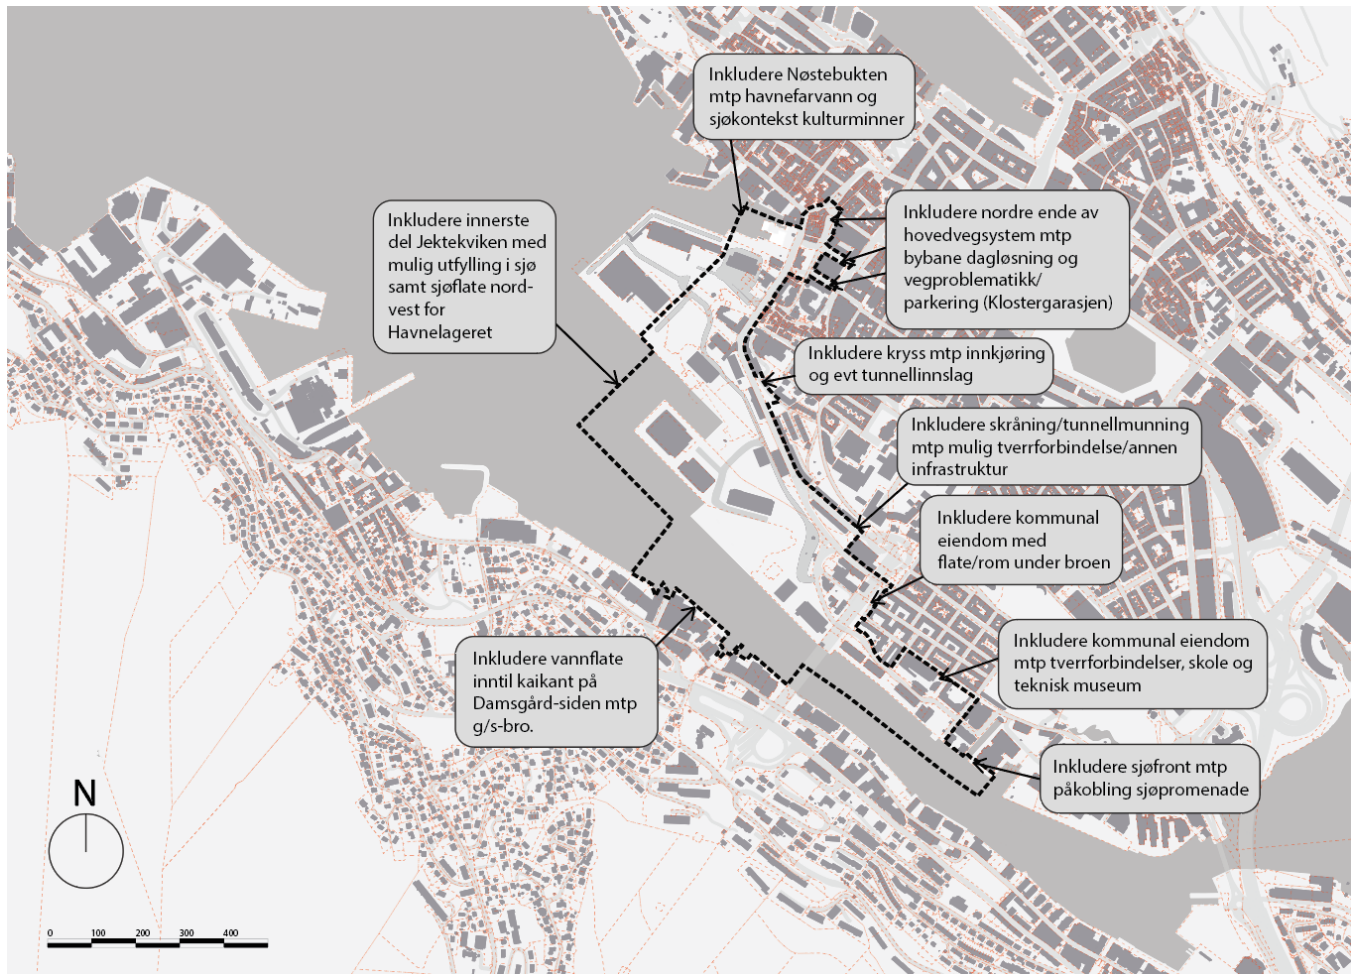 Inkludere Nøstebukten
mtp havnefarvann og
sjøkontekst kulturminner
Inkludere innerste
del Jektekviken med
mulig utfylling i sjø
samt sjøflate nord-
vest for
Havnelageret
Inkludere nordre ende av
hovedvegsystem mtp
bybane dagløsning og
vegproblematikk/
parkering (Klostergarasjen)
Inkludere kryss mtp innkjøring
og evt tunnellinnslag
Inkludere skråning/tunnellmunning
mtp mulig tverrforbindelse/annen
infrastruktur
Inkludere kommunal
eiendom med
flate/rom under broen
Inkludere kommunal eiendom
mtp tverrforbindelser, skole og
teknisk museum
Inkludere vannflate
inntil kaikant på
Damsgård-siden mtp
g/s-bro.
Inkludere sjøfront mtp
påkobling sjøpromenade
N
0 100 200 300 400